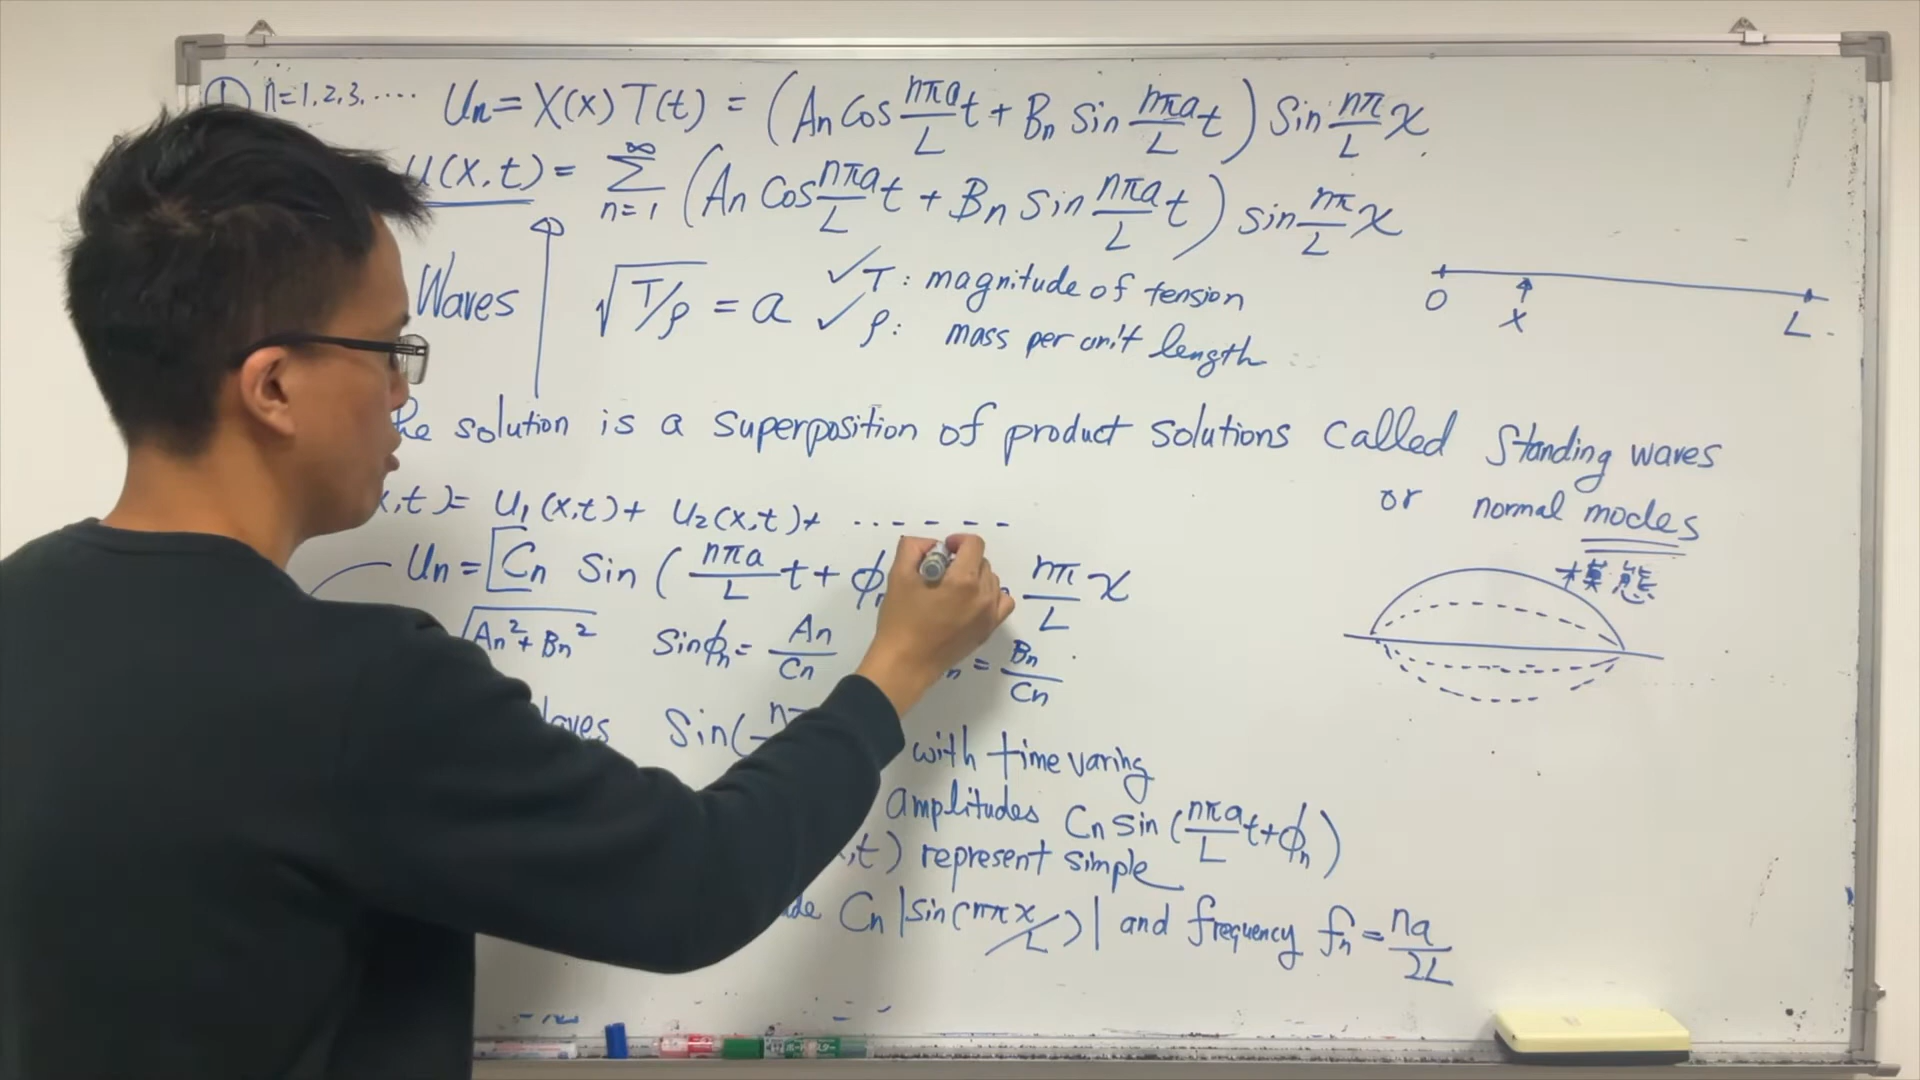 ① n=1,2,3,.... Un = X(x) T(t) = (An Cos nπa/L t + Bn Sin nπa/L t) Sin nπ/L x
U(x,t) = ∑ n=1 ∞ (An Cos nπa/L t + Bn Sin nπa/L t) sin nπ/L x
Waves √T/ρ = a ✓T: magnitude of tension
✓ρ: mass per unit length
0 x L
solution is a superposition of product solutions called standing waves
or normal modes
模態
x,t) = U1(x,t) + U2(x,t) + ------
Un = [Cn Sin (nπa/L t + ϕn nπ/L x
√An²+Bn² Sinϕn = An/Cn n = Bn/Cn
Sin( with time varing
amplitudes Cn sin (nπa/L t+ϕn)
,t) represent simple
Cn |sin(nπx/L)| and frequency fn = na/2L